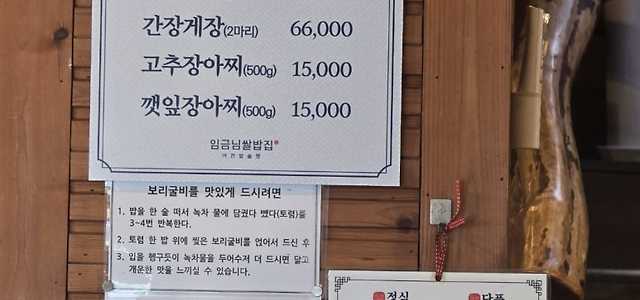 간장게장(2마리) 66,000
고추장아찌(500g) 15,000
깻잎장아찌(500g) 15,000
임금님쌀밥집
보리굴비를 맛있게 드시려면
1. 밥을 한 술 떠서 녹차 물에 담궜다 뺐다(토렴)를
3~4번 반복한다.
2. 토렴 한 밥 위에 찢은 보리굴비를 얹어서 드신 후
3. 입을 헹구듯이 녹차물을 두어수저 더 드시면 달고
개운한 맛을 느끼실 수 있습니다.
정식 단품